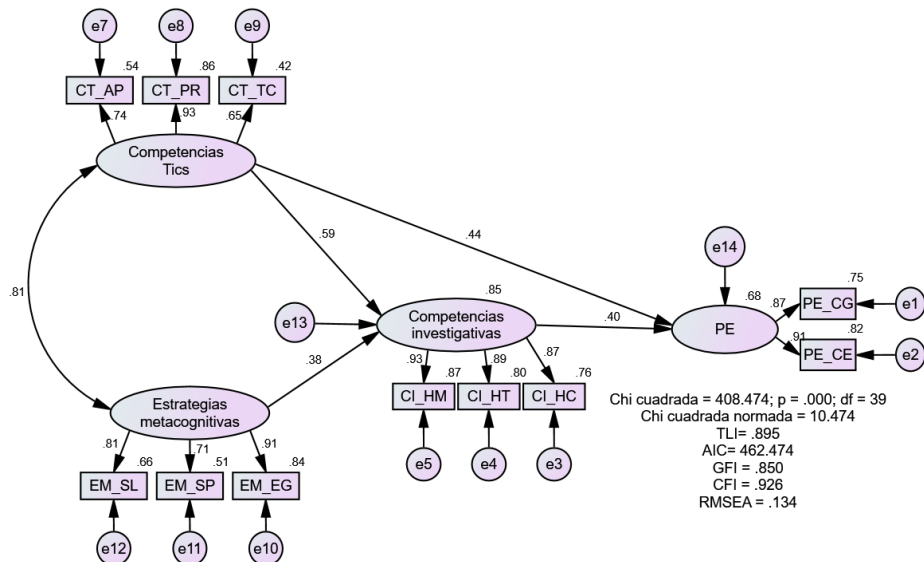 e7
e8
e9
.54
.86
.42
CT_AP
CT_PR
CT_TC
.74
.93
.65
Competencias
Tics
.59
.44
.81
e14
e13
.85
Competencias
investigativas
.40
.68
PE
.87
.75
PE_CG
e1
.91
.82
PE_CE
e2
.38
.93
.89
.87
.87
.80
.76
CI_HM
CI_HT
CI_HC
e5
e4
e3
Estrategias
metacognitivas
.81
.71
.91
.66
.51
.84
EM_SL
EM_SP
EM_EG
e12
e11
e10
Chi cuadrada = 408.474; p = .000; df = 39
Chi cuadrada normada = 10.474
TLI= .895
AIC= 462.474
GFI = .850
CFI = .926
RMSEA = .134